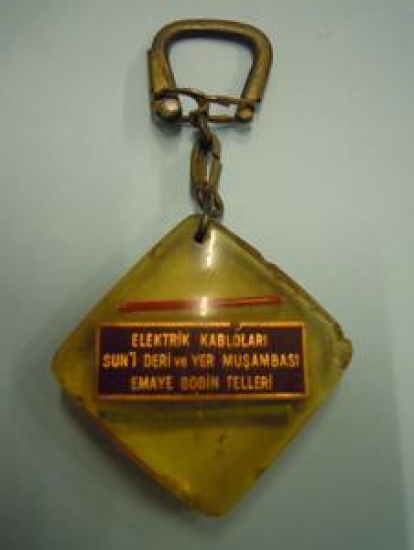 ELEKTRİK KABLOLARI
SUN'İ DERİ ve YER MUŞAMBASI
EMAYE BOBİN TELLERİ